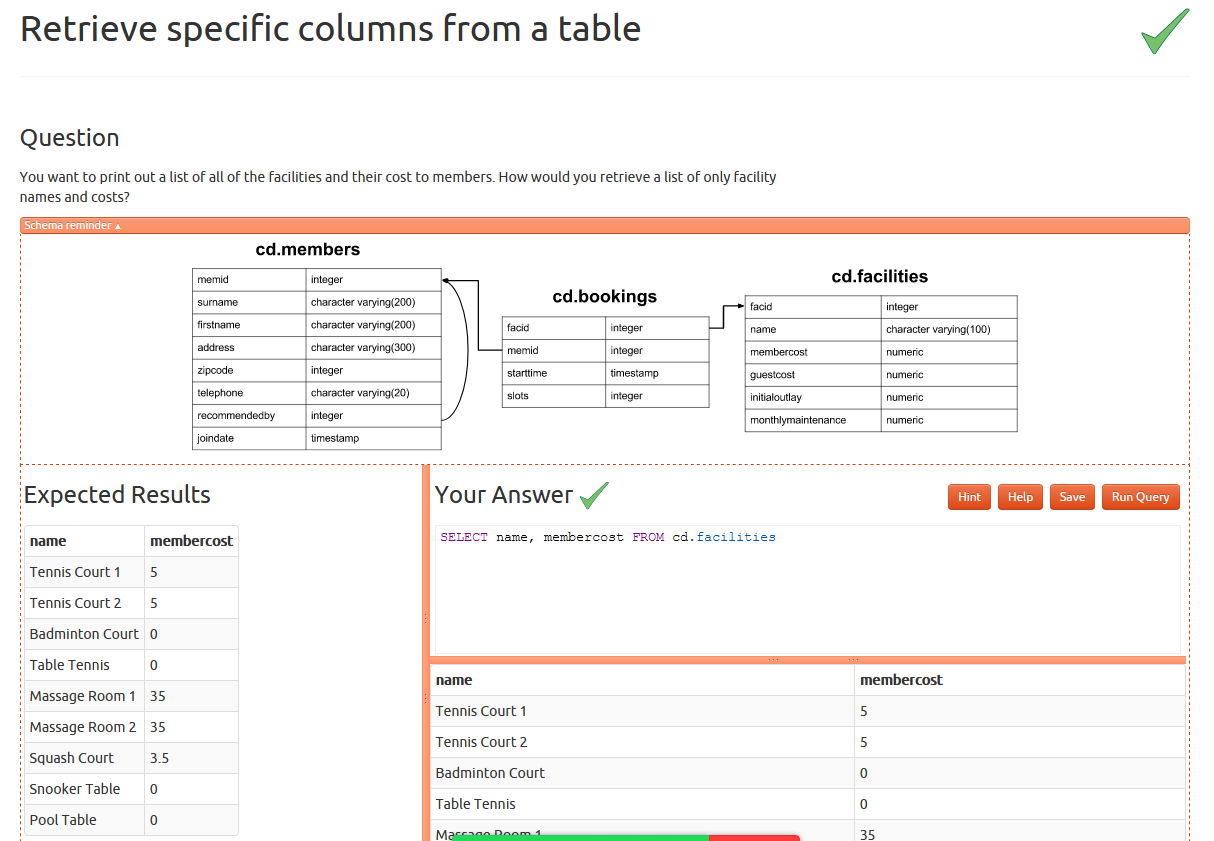 Retrieve specific columns from a table
Question
You want to print out a list of all of the facilities and their cost to members. How would you retrieve a list of only facility
names and costs?
Schema reminder ▲
cd.members
memid integer
surname character varying(200)
firstname character varying(200)
address character varying(300)
zipcode integer
telephone character varying(20)
recommendedby integer
joindate timestamp
cd.bookings
facid integer
memid integer
starttime timestamp
slots integer
cd.facilities
facid integer
name character varying(100)
membercost numeric
guestcost numeric
initialoutlay numeric
monthlymaintenance numeric
Expected Results
name membercost
Tennis Court 1 5
Tennis Court 2 5
Badminton Court 0
Table Tennis 0
Massage Room 1 35
Massage Room 2 35
Squash Court 3.5
Snooker Table 0
Pool Table 0
Your Answer
Hint Help Save Run Query
SELECT name, membercost FROM cd.facilities
name membercost
Tennis Court 1 5
Tennis Court 2 5
Badminton Court 0
Table Tennis 0
Massage Room 1 35